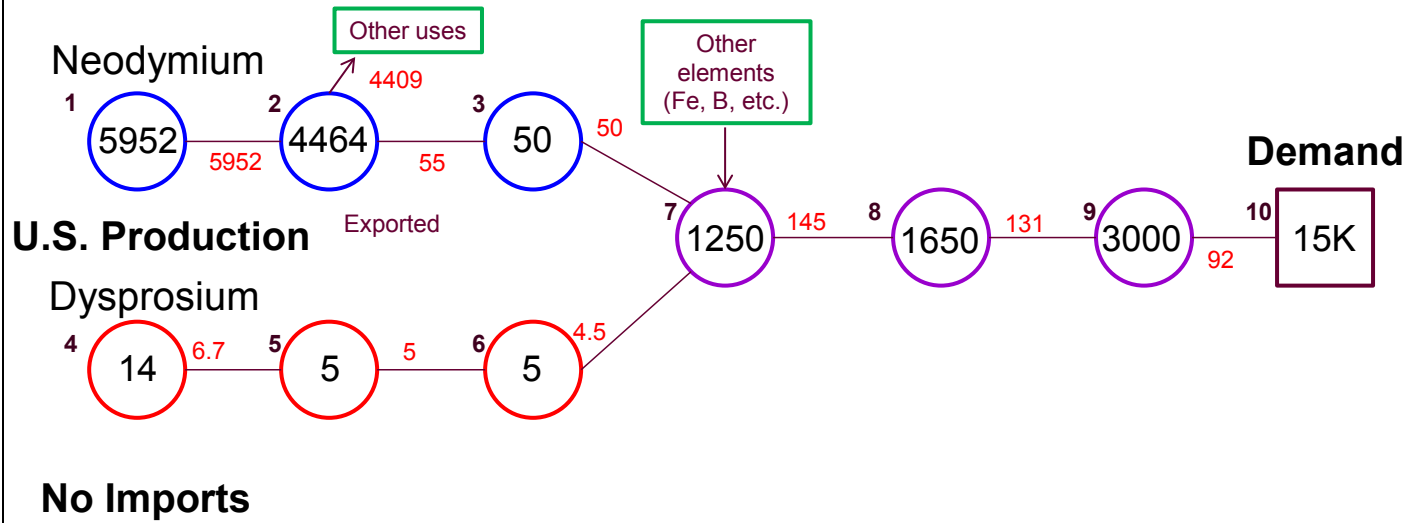 Other uses
4409
Other
elements
(Fe, B, etc.)
Neodymium
1
5952
5952
2
4464
55
3
50
50
Demand
U.S. Production
Exported
7
1250
145
8
1650
131
9
3000
92
10
15K
Dysprosium
4
14
6.7
5
5
5
6
5
4.5
No Imports